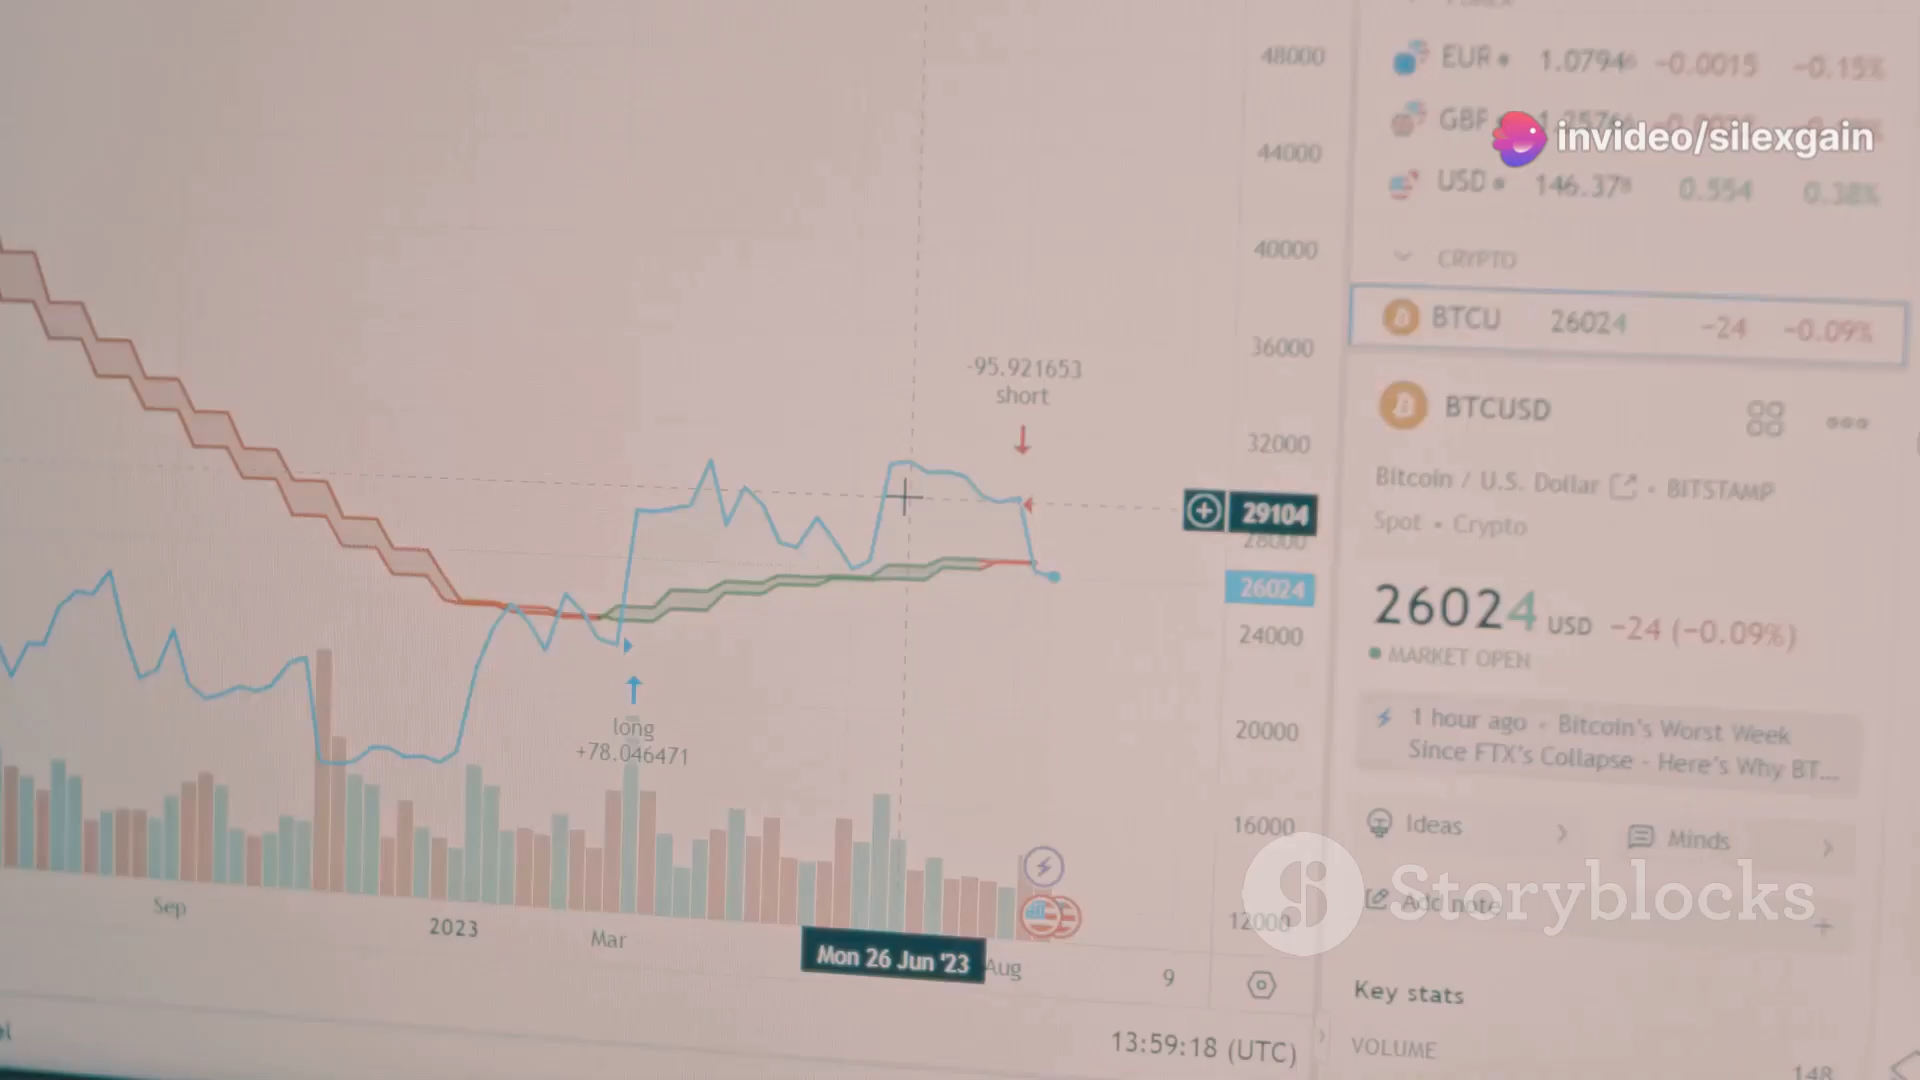 48000
44000
40000
36000
32000
29104
28000
26024
24000
20000
16000
12000
-95.921653
short
long
+78.046471
Sep
2023
Mar
Mon 26 Jun '23
Aug
9
13:59:18 (UTC)
EUR 1.0794 -0.0015 -0.15%
GBP
USD 146.37 0.554 0.38%
invideo/silexgain
CRYPTO
BTCU 26024 -24 -0.09%
BTCUSD
Bitcoin / U.S. Dollar • BITSTAMP
Spot • Crypto
26024 USD -24 (-0.09%)
MARKET OPEN
1 hour ago • Bitcoin's Worst Week
Since FTX's Collapse - Here's Why BT...
Ideas
Minds
Add note
Storyblocks
Key stats
VOLUME